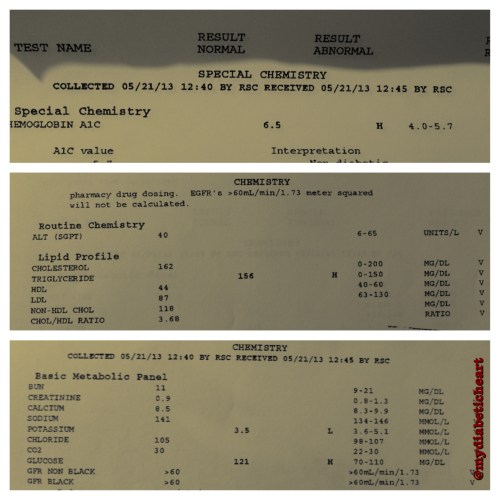 TEST NAME RESULT NORMAL RESULT ABNORMAL
SPECIAL CHEMISTRY
COLLECTED 05/21/13 12:40 BY RSC RECEIVED 05/21/13 12:45 BY RSC
Special Chemistry
HEMOGLOBIN A1C 6.5 H 4.0-5.7
A1C value Interpretation
CHEMISTRY
pharmacy drug dosing. EGFR's >60mL/min/1.73 meter squared
will not be calculated.
Routine Chemistry
ALT (SGPT) 40 6-65 UNITS/L V
Lipid Profile
CHOLESTEROL 162 0-200 MG/DL V
TRIGLYCERIDE 156 H 0-150 MG/DL V
HDL 44 40-60 MG/DL V
LDL 87 63-130 MG/DL V
NON-HDL CHOL 118 MG/DL V
CHOL/HDL RATIO 3.68 RATIO V
CHEMISTRY
COLLECTED 05/21/13 12:40 BY RSC RECEIVED 05/21/13 12:45 BY RSC
Basic Metabolic Panel
BUN 11 9-21 MG/DL
CREATININE 0.9 0.8-1.3 MG/DL
CALCIUM 8.5 8.3-9.9 MG/DL
SODIUM 141 134-146 MMOL/L
POTASSIUM 3.5 L 3.6-5.1 MMOL/L
CHLORIDE 105 98-107 MMOL/L
CO2 30 22-30 MMOL/L
GLUCOSE 121 H 70-110 MG/DL
GFR NON BLACK >60 >60mL/min/1.73 V
GFR BLACK >60 >60mL/min/1.73 V
@mydiabeticheart